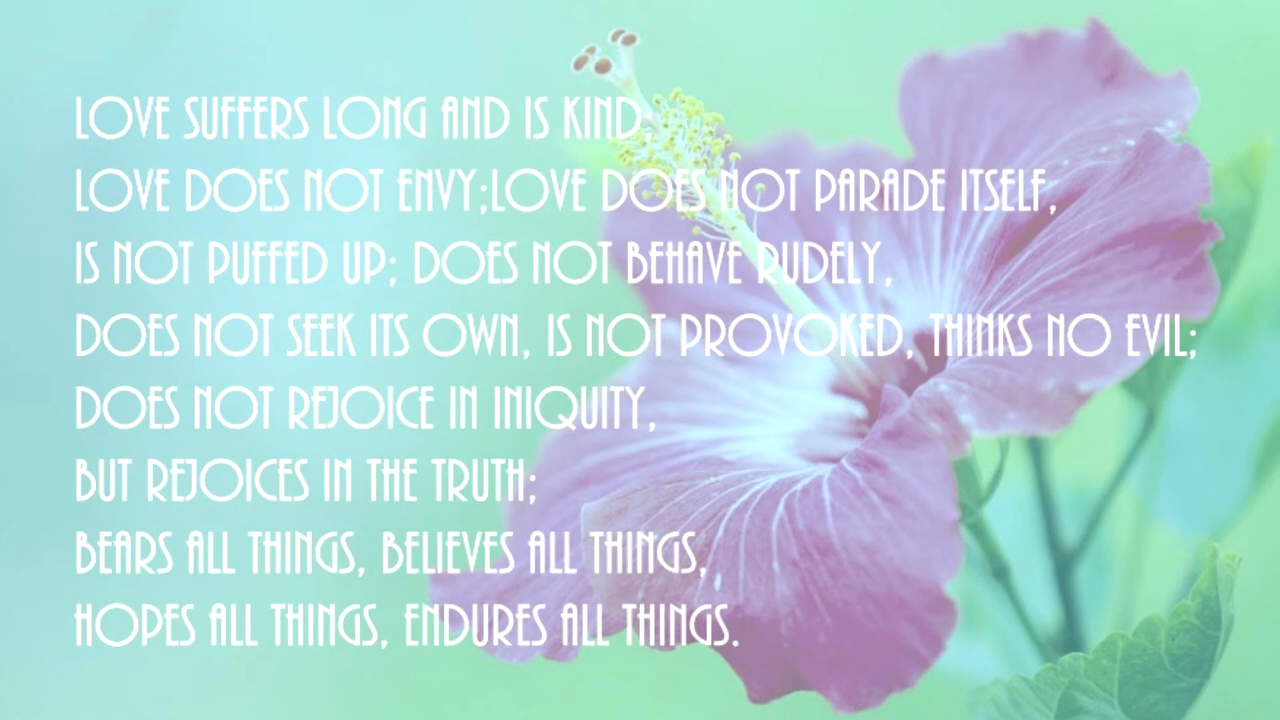 LOVE SUFFERS LONG AND IS KIND,
LOVE DOES NOT ENVY;LOVE DOES NOT PARADE ITSELF,
IS NOT PUFFED UP; DOES NOT BEHAVE RUDELY,
DOES NOT SEEK ITS OWN, IS NOT PROVOKED, THINKS NO EVIL;
DOES NOT REJOICE IN INIQUITY,
BUT REJOICES IN THE TRUTH;
BEARS ALL THINGS, BELIEVES ALL THINGS,
HOPES ALL THINGS, ENDURES ALL THINGS.